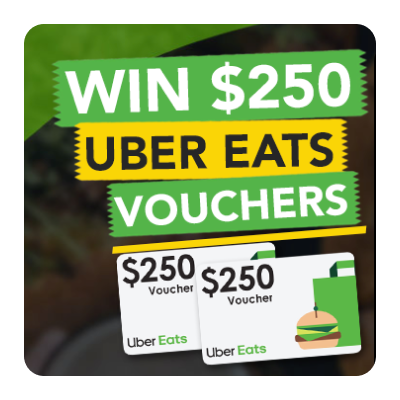 WIN $250
UBER EATS
VOUCHERS
$250
Voucher
Uber Eats
$250
Voucher
Uber Eats